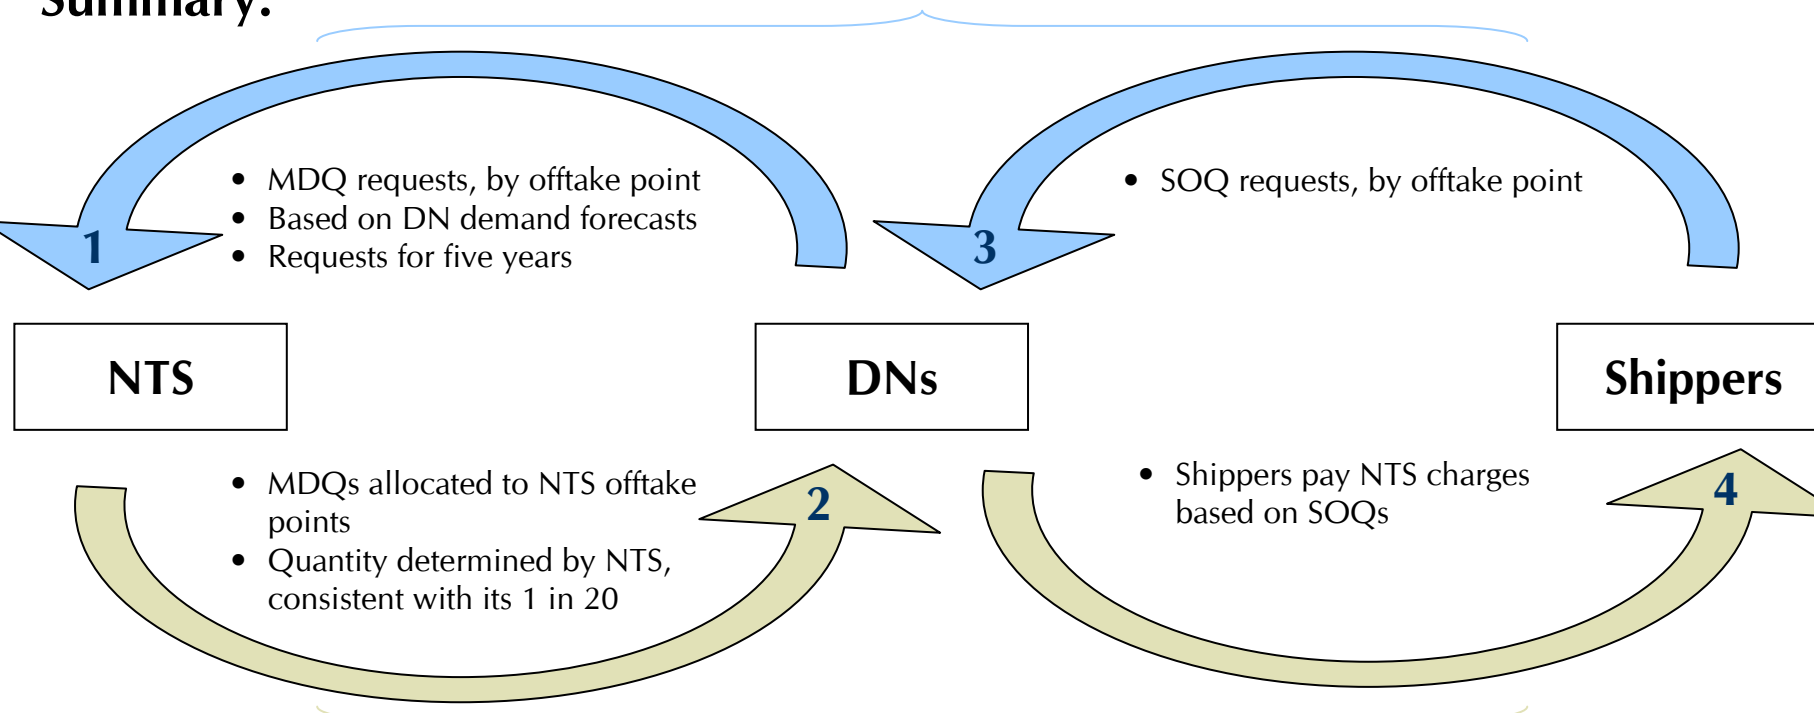 Summary:
• MDQ requests, by offtake point
• Based on DN demand forecasts
• Requests for five years
1
• SOQ requests, by offtake point
3
NTS
DNs
Shippers
• MDQs allocated to NTS offtake
points
• Quantity determined by NTS,
consistent with its 1 in 20
2
• Shippers pay NTS charges
based on SOQs
4